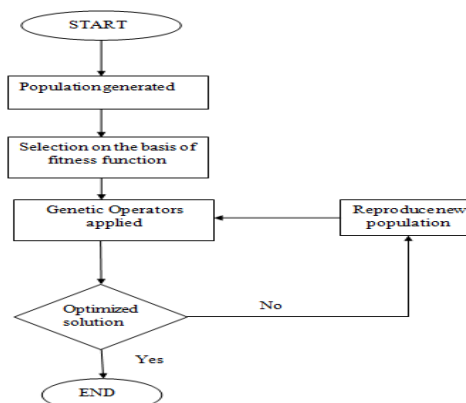 START
Population generated
Selection on the basis of
fitness function
Genetic Operators
applied
Reproduce new
population
Optimized
solution
No
Yes
END